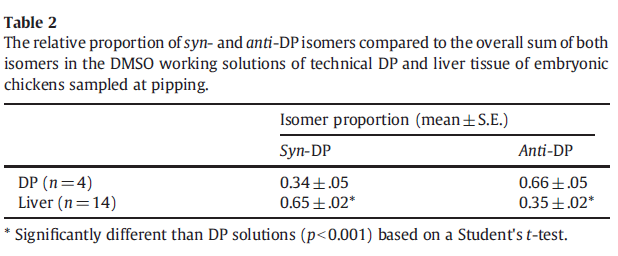 Table 2
The relative proportion of syn- and anti-DP isomers compared to the overall sum of both
isomers in the DMSO working solutions of technical DP and liver tissue of embryonic
chickens sampled at pipping.
Isomer proportion (mean ± S.E.)
Syn-DP Anti-DP
DP (n = 4) 0.34 ± .05 0.66 ± .05
Liver (n = 14) 0.65 ± .02* 0.35 ± .02*
* Significantly different than DP solutions (p < 0.001) based on a Student's t-test.